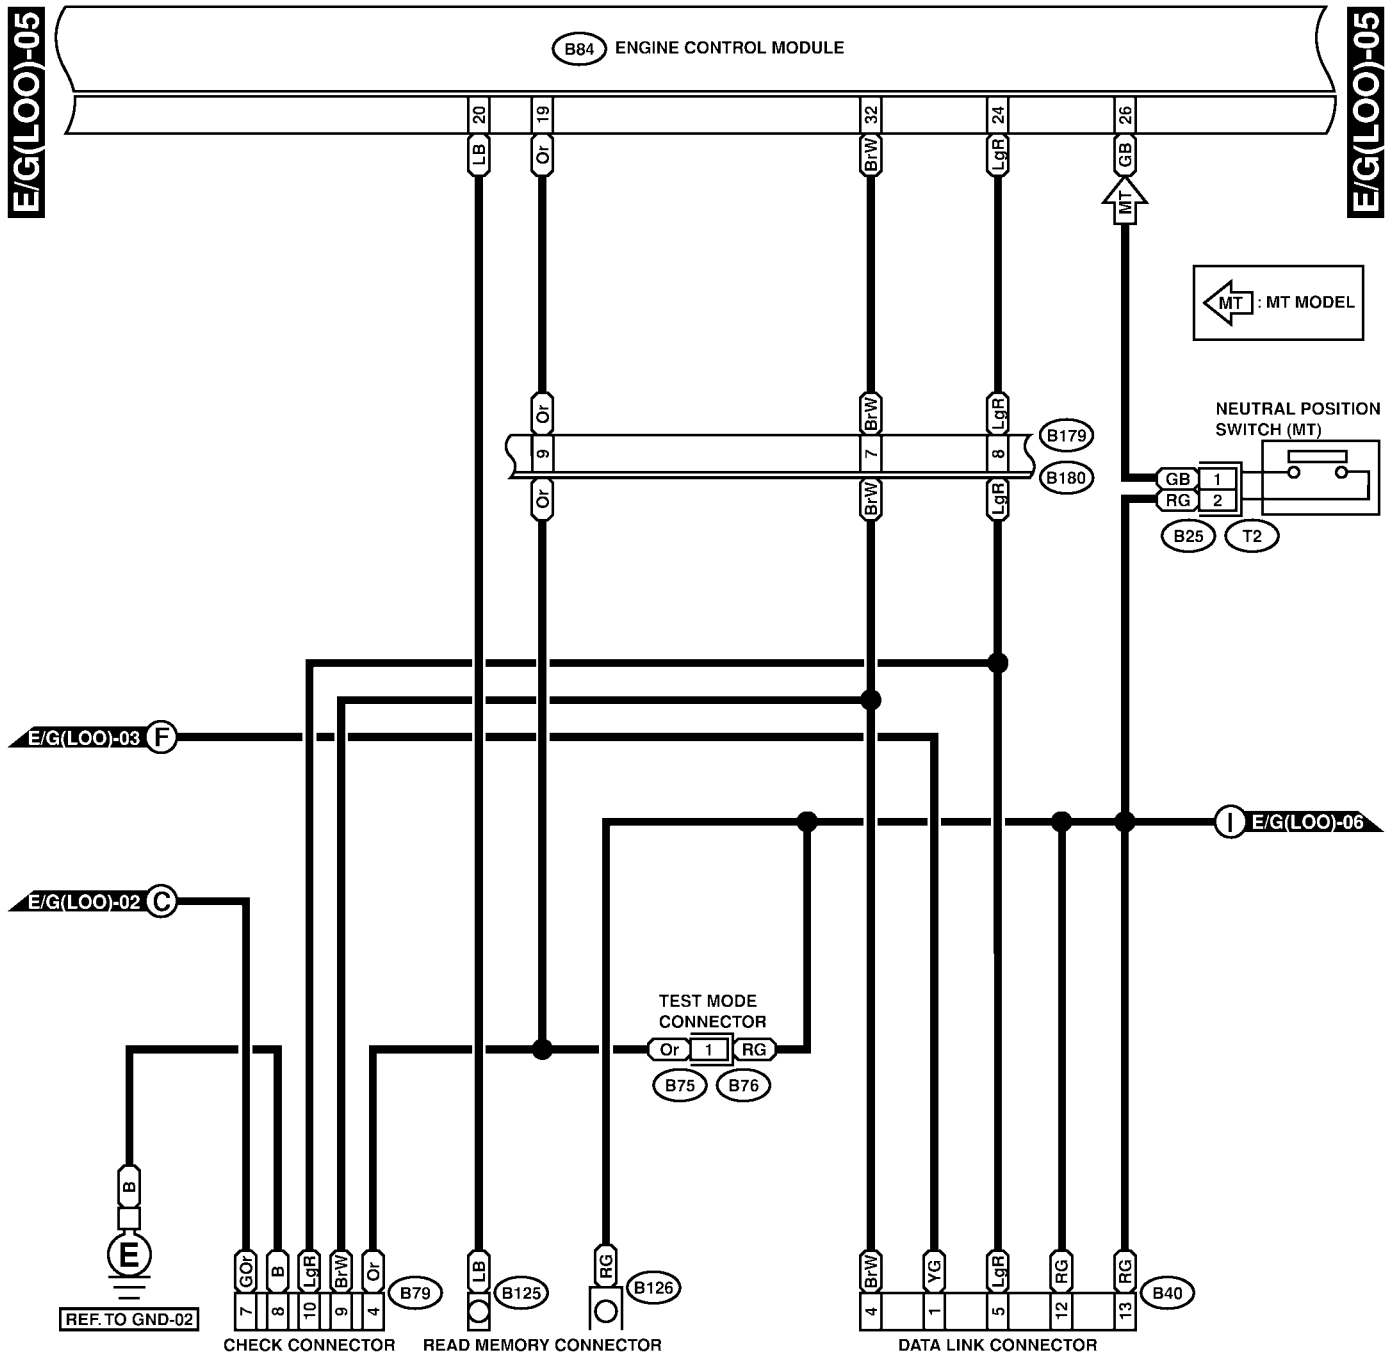 E/G(LOO)-05
E/G(LOO)-05
B84 ENGINE CONTROL MODULE
20 19 32 24 26
LB Or BrW LgR GB
MT
MT : MT MODEL
Or BrW LgR B179
9 7 8
B180
Or BrW LgR
NEUTRAL POSITION
SWITCH (MT)
GB 1
RG 2
B25 T2
E/G(LOO)-03 F
I E/G(LOO)-06
E/G(LOO)-02 C
TEST MODE
CONNECTOR
Or 1 RG
B75 B76
B
E
REF. TO GND-02
GOr B LgR BrW Or B79
7 8 10 9 4
CHECK CONNECTOR
LB B125
RG B126
READ MEMORY CONNECTOR
BrW YG LgR RG RG B40
4 1 5 12 13
DATA LINK CONNECTOR